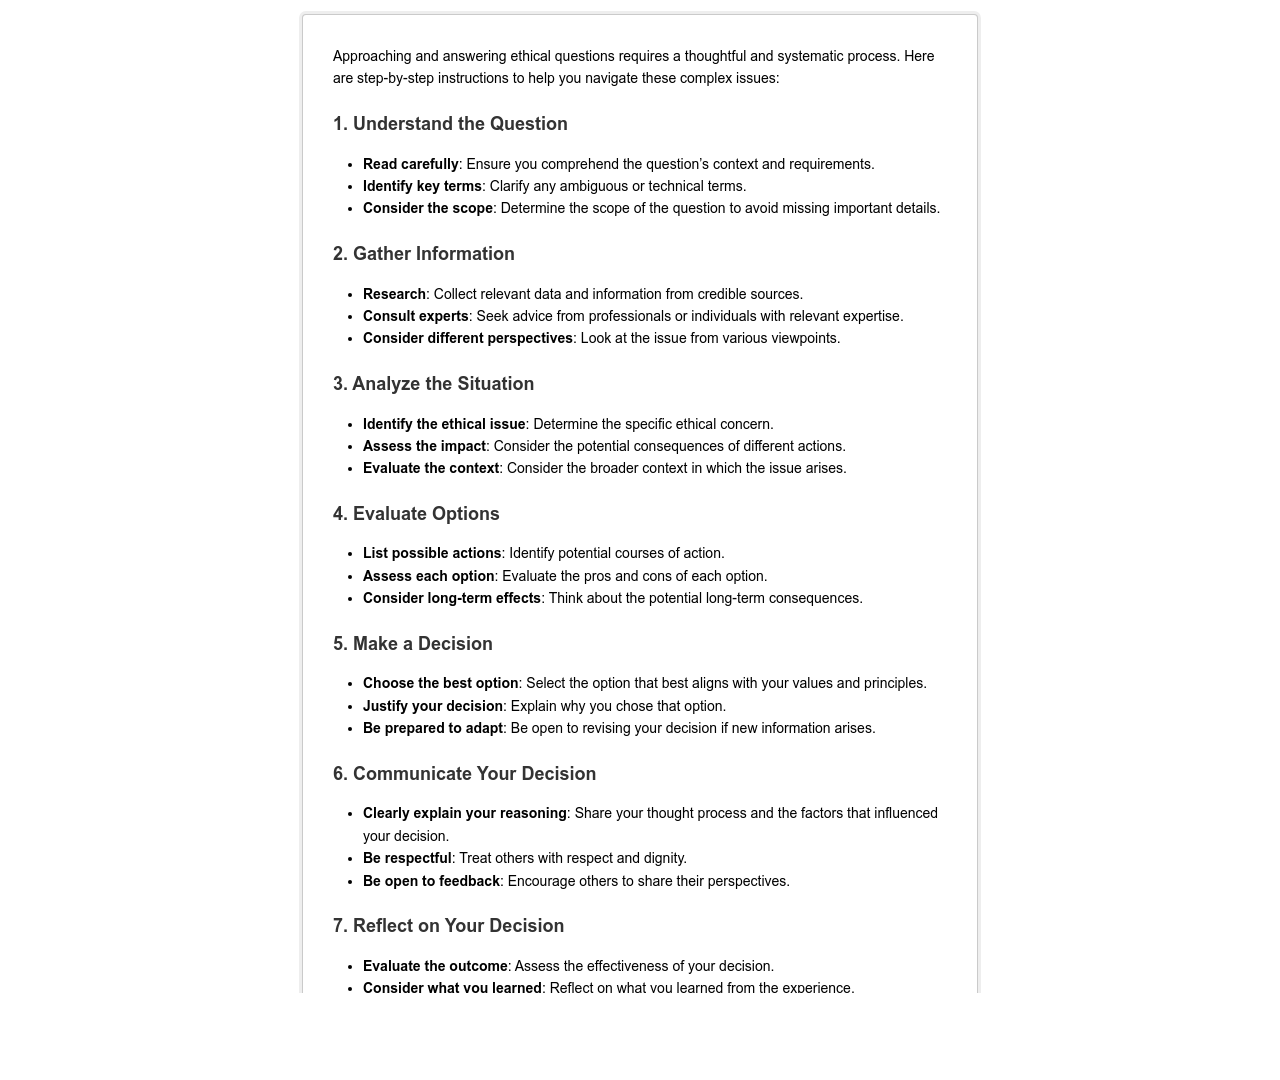 Approaching and answering ethical questions requires a thoughtful and systematic process. Here
are step-by-step instructions to help you navigate these complex issues:
1. Understand the Question
• Read carefully: Ensure you comprehend the question’s context and requirements.
• Identify key terms: Clarify any ambiguous or technical terms.
• Consider the scope: Determine the scope of the question to avoid missing important details.
2. Gather Information
• Research: Collect relevant data and information from credible sources.
• Consult experts: Seek advice from professionals or individuals with relevant expertise.
• Consider different perspectives: Look at the issue from various viewpoints.
3. Analyze the Situation
• Identify the ethical issue: Determine the specific ethical concern.
• Assess the impact: Consider the potential consequences of different actions.
• Evaluate the context: Consider the broader context in which the issue arises.
4. Evaluate Options
• List possible actions: Identify potential courses of action.
• Assess each option: Evaluate the pros and cons of each option.
• Consider long-term effects: Think about the potential long-term consequences.
5. Make a Decision
• Choose the best option: Select the option that best aligns with your values and principles.
• Justify your decision: Explain why you chose that option.
• Be prepared to adapt: Be open to revising your decision if new information arises.
6. Communicate Your Decision
• Clearly explain your reasoning: Share your thought process and the factors that influenced
your decision.
• Be respectful: Treat others with respect and dignity.
• Be open to feedback: Encourage others to share their perspectives.
7. Reflect on Your Decision
• Evaluate the outcome: Assess the effectiveness of your decision.
• Consider what you learned: Reflect on what you learned from the experience.